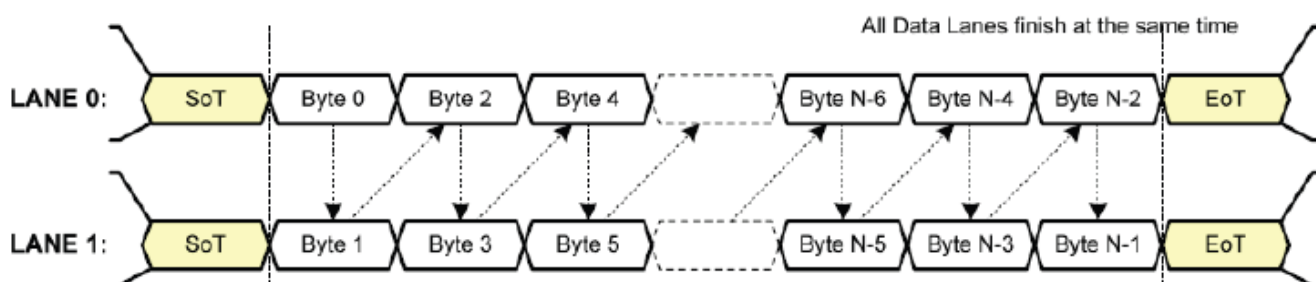 All Data Lanes finish at the same time
LANE 0: SoT Byte 0 Byte 2 Byte 4 Byte N-6 Byte N-4 Byte N-2 EoT
LANE 1: SoT Byte 1 Byte 3 Byte 5 Byte N-5 Byte N-3 Byte N-1 EoT